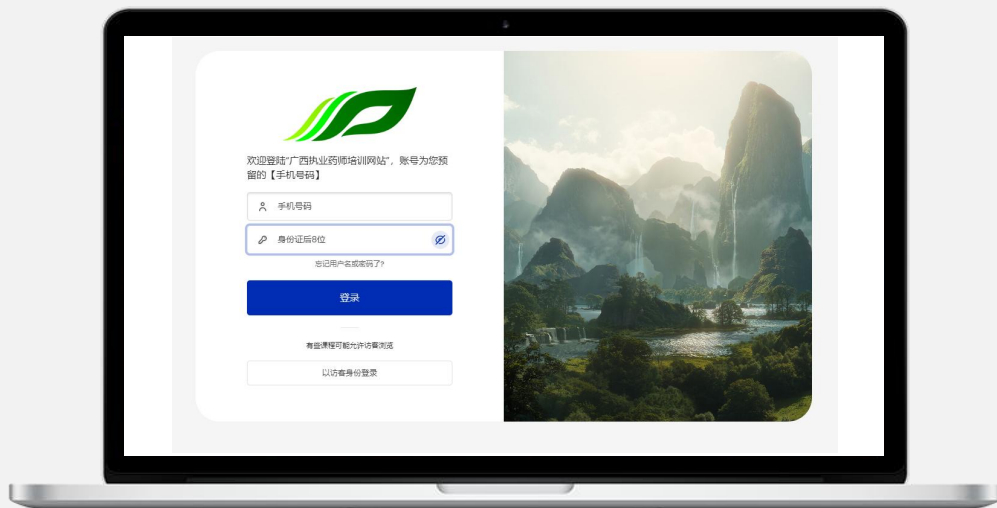 欢迎登陆“广西执业药师培训网站”，账号为您预
留的【手机号码】
手机号码
身份证后8位
忘记用户名或密码了?
登录
有些课程可能允许访客浏览
以访客身份登录